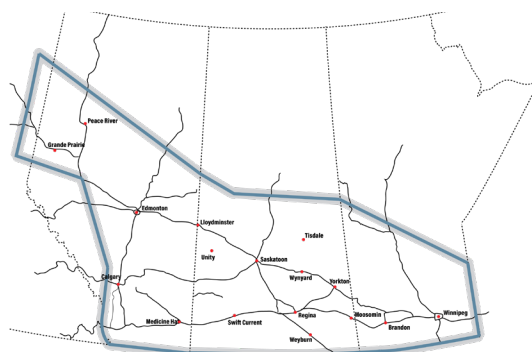 Peace River
Grande Prairie
Edmonton
Lloydminster
Tisdale
Unity
Saskatoon
Calgary
Wynyard
Yorkton
Medicine Hat
Swift Current
Regina
Moosomin
Winnipeg
Brandon
Weyburn